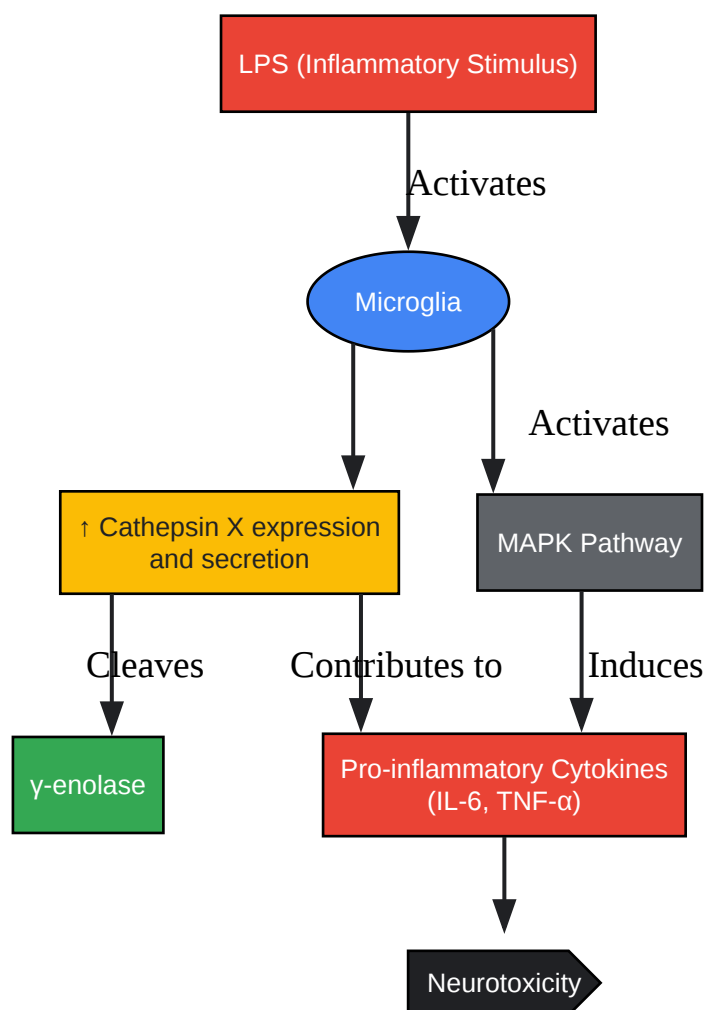 LPS (Inflammatory Stimulus)
Activates
Microglia
Activates
↑ Cathepsin X expression
and secretion
MAPK Pathway
Cleaves
Contributes to
Induces
γ-enolase
Pro-inflammatory Cytokines
(IL-6, TNF-α)
Neurotoxicity